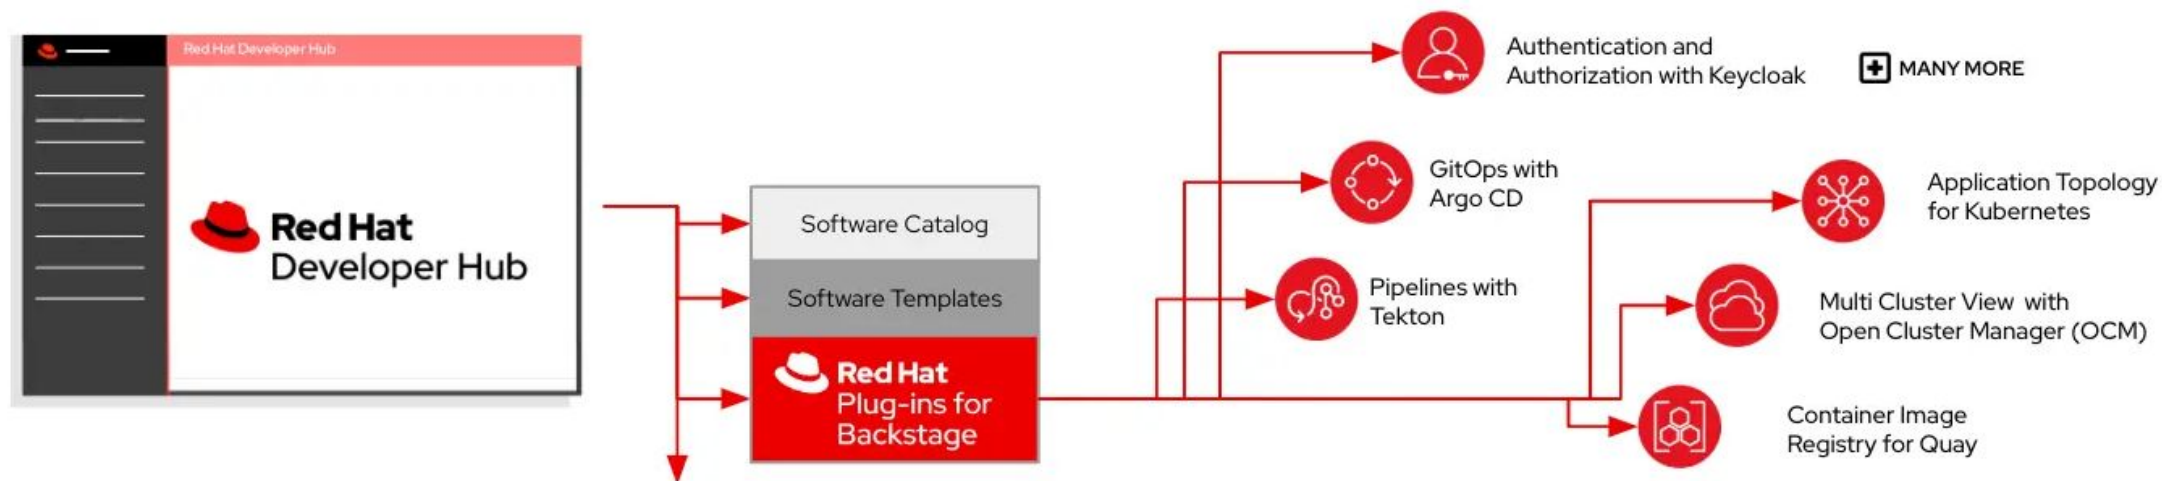 Red Hat Developer Hub
Red Hat
Developer Hub
Software Catalog
Software Templates
Red Hat
Plug-ins for
Backstage
Authentication and
Authorization with Keycloak
MANY MORE
GitOps with
Argo CD
Pipelines with
Tekton
Application Topology
for Kubernetes
Multi Cluster View with
Open Cluster Manager (OCM)
Container Image
Registry for Quay